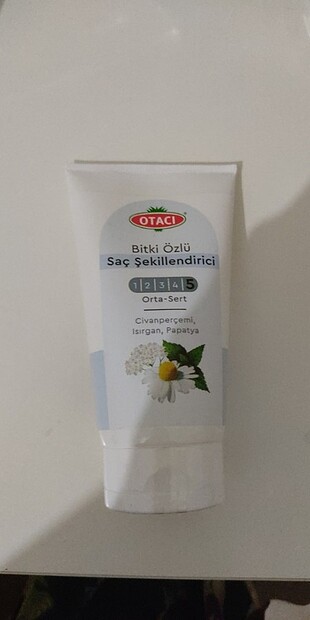 OTACI
Bitki Özlü
Saç Şekillendirici
1|2|3|4|5
Orta-Sert
Civanperçemi,
Isırgan, Papatya